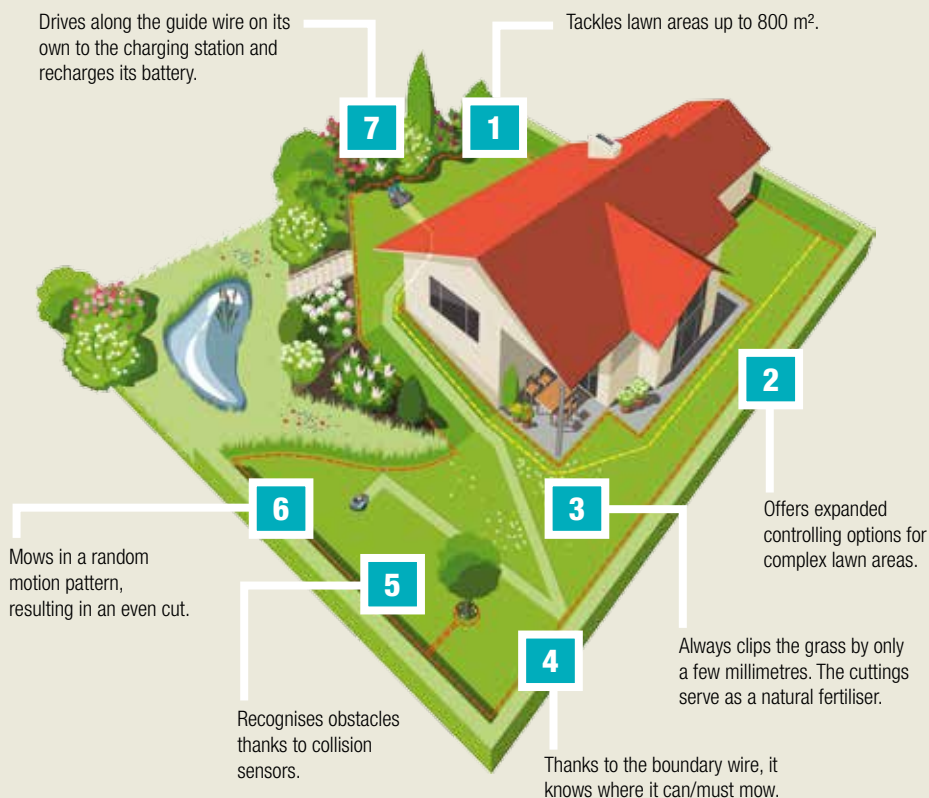 Drives along the guide wire on its
own to the charging station and
recharges its battery.
Tackles lawn areas up to 800 m².
7
1
2
Offers expanded
controlling options for
complex lawn areas.
3
6
Mows in a random
motion pattern,
resulting in an even cut.
5
4
Always clips the grass by only
a few millimetres. The cuttings
serve as a natural fertiliser.
Recognises obstacles
thanks to collision
sensors.
Thanks to the boundary wire, it
knows where it can/must mow.